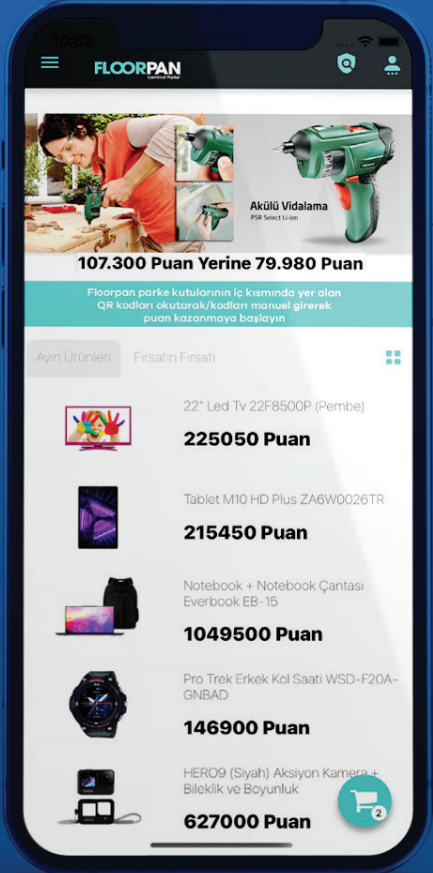 10:53
FLOORPAN
Laminat Parke
Akülü Vidalama
PSR Select Li-ion
107.300 Puan Yerine 79.980 Puan
Floorpan parke kutularının iç kısmında yer alan
QR kodları okutarak/kodları manuel girerek
puan kazanmaya başlayın
Ayın Ürünleri Fırsatın Fırsatı
22" Led Tv 22F8500P (Pembe)
225050 Puan
Tablet M10 HD Plus ZA6W0026TR
215450 Puan
Notebook + Notebook Çantası
Everbook EB-15
1049500 Puan
Pro Trek Erkek Kol Saati WSD-F20A-
GNBAD
146900 Puan
HERO9 (Siyah) Aksiyon Kamera +
Bileklik ve Boyunluk
627000 Puan
2